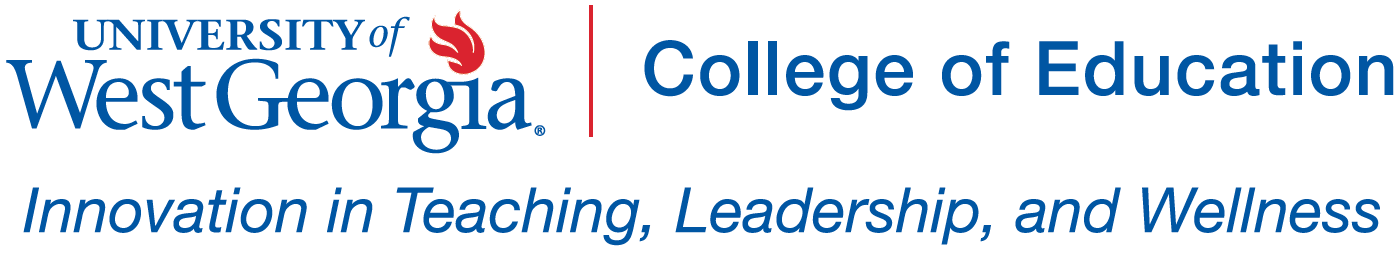 UNIVERSITY of
West Georgia®
College of Education
Innovation in Teaching, Leadership, and Wellness